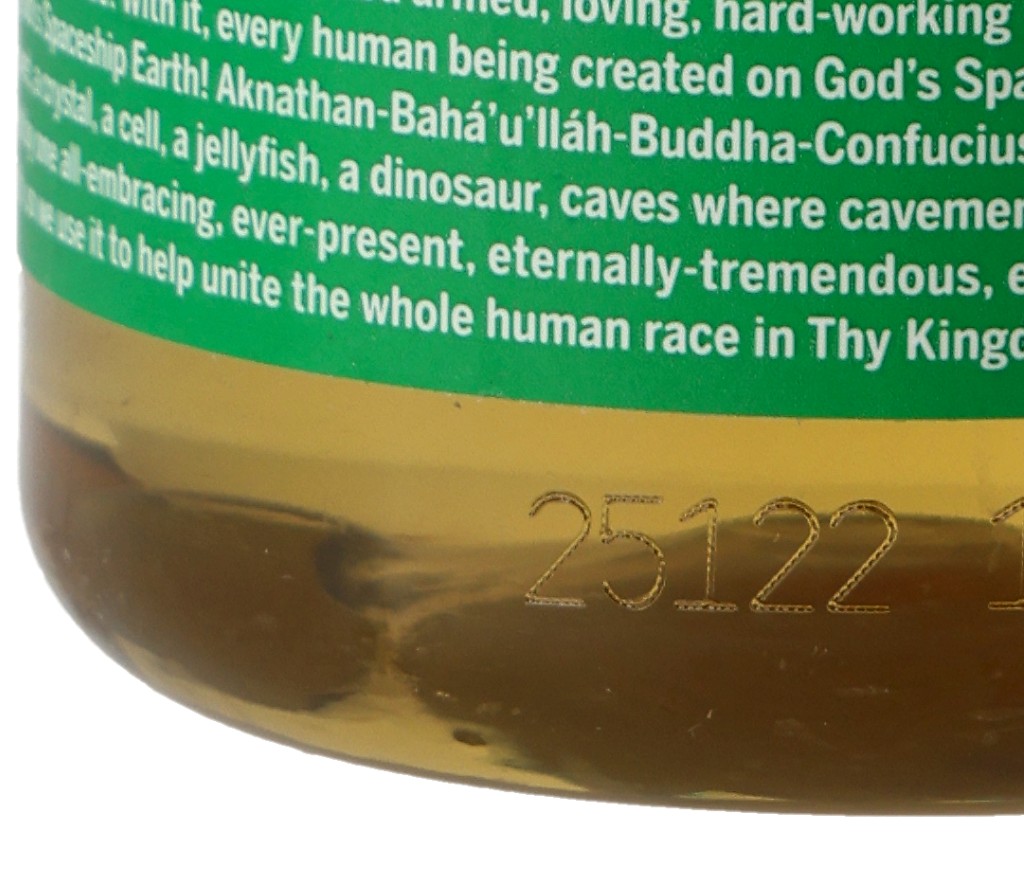 armed, loving, hard-working
with it, every human being created on God's Spa
Spaceship Earth! Aknathan-Bahá'u'lláh-Buddha-Confucius
a crystal, a cell, a jellyfish, a dinosaur, caves where cavemen
one all-embracing, ever-present, eternally-tremendous, e
we use it to help unite the whole human race in Thy Kingd
25122 1